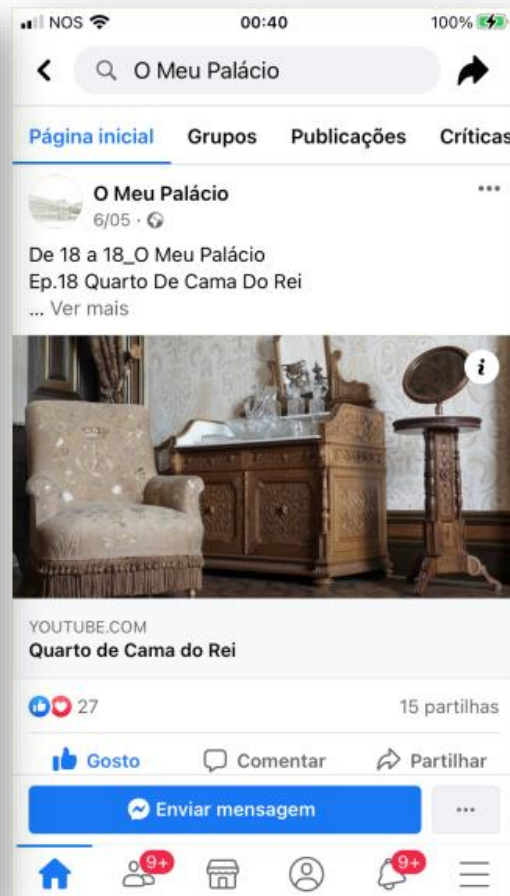 NOS 00:40 100%
O Meu Palácio
Página inicial Grupos Publicações Críticas
O Meu Palácio
6/05 ·
De 18 a 18_O Meu Palácio
Ep.18 Quarto De Cama Do Rei
... Ver mais
YOUTUBE.COM
Quarto de Cama do Rei
27 15 partilhas
Gosto Comentar Partilhar
Enviar mensagem
9+ 9+